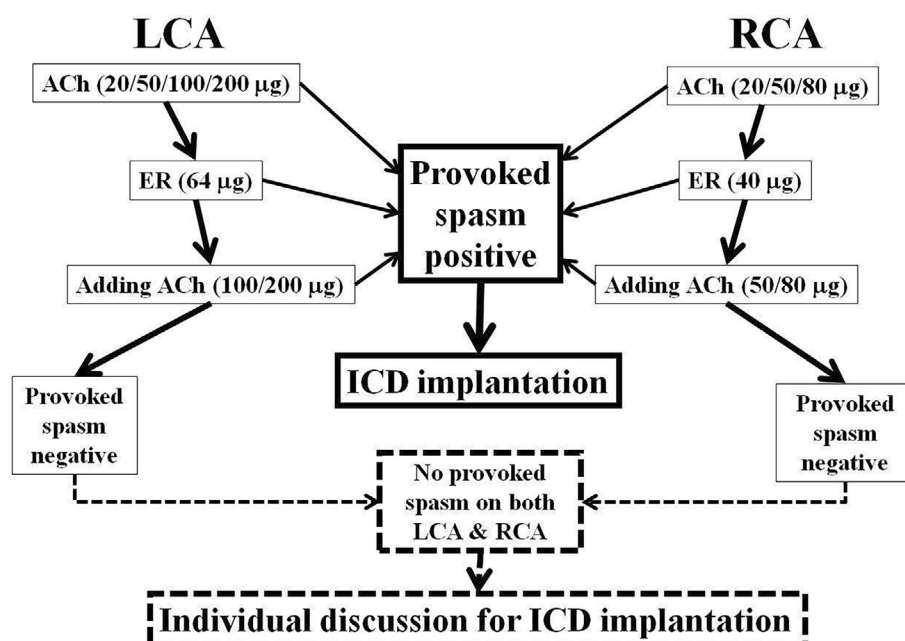 LCA
RCA
ACh (20/50/100/200 µg)
ACh (20/50/80 µg)
ER (64 µg)
Provoked
spasm
positive
ER (40 µg)
Adding ACh (100/200 µg)
Adding ACh (50/80 µg)
ICD implantation
Provoked
spasm
negative
Provoked
spasm
negative
No provoked
spasm on both
LCA & RCA
Individual discussion for ICD implantation